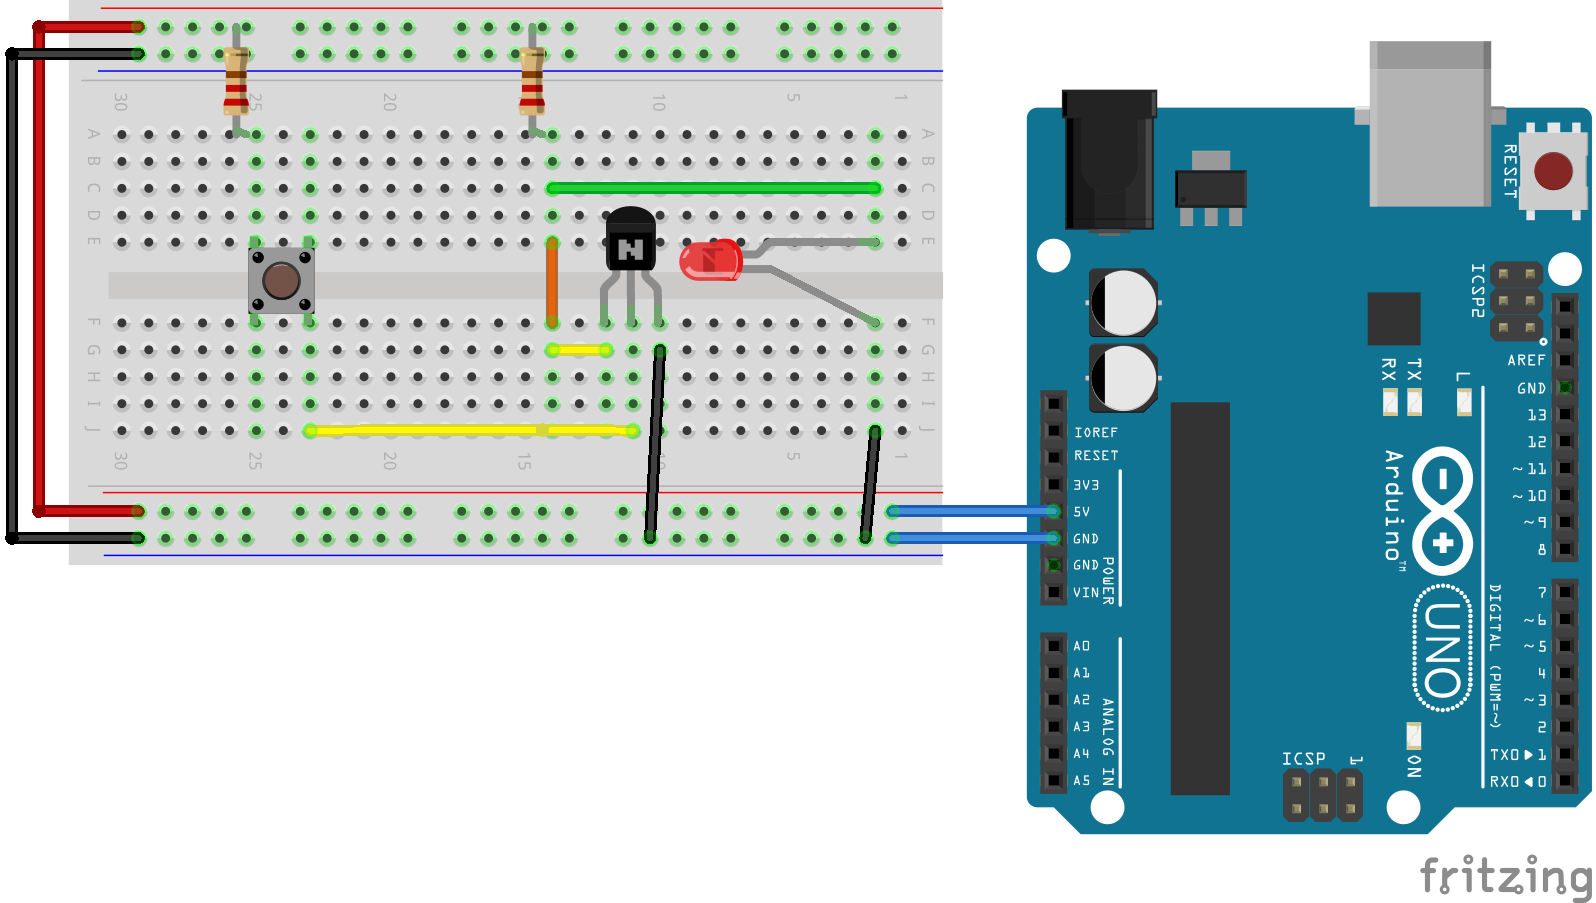 30 25 20 10 5 1
A A
B B
C C
D D
E E
N
F F
G G
H H
I I
J J
30 25 20 15 10 5 1
RESET
ICSP2
AREF
GND
13
12
~11
~10
~9
8
RX TX L
IOREF
RESET
3V3
5V
GND
GND
VIN
POWER
Arduino™
UNO
DIGITAL (PWM=~)
7
~6
~5
4
~3
2
TX0▶1
RX0◀0
A0
A1
A2
A3
A4
A5
ANALOG IN
ICSP 1
ON
fritzing